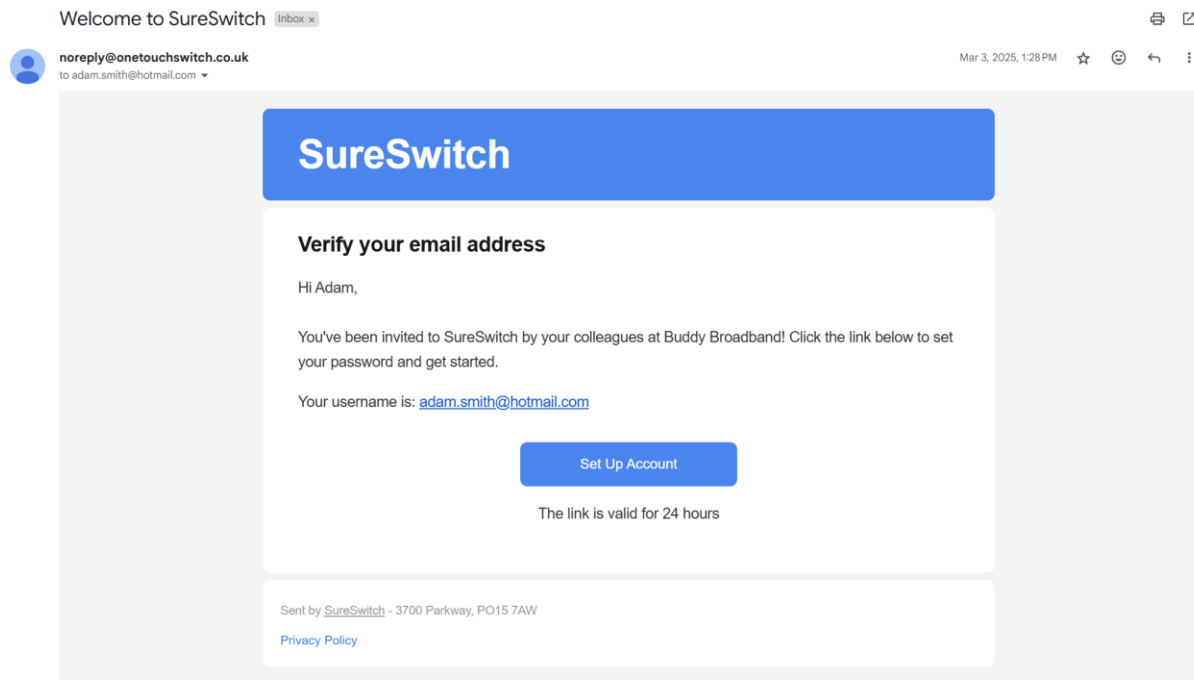 Welcome to SureSwitch Inbox x
noreply@onetouchswitch.co.uk
Mar 3, 2025, 1:28 PM
to adam.smith@hotmail.com
SureSwitch
Verify your email address
Hi Adam,
You've been invited to SureSwitch by your colleagues at Buddy Broadband! Click the link below to set
your password and get started.
Your username is: adam.smith@hotmail.com
Set Up Account
The link is valid for 24 hours
Sent by SureSwitch - 3700 Parkway, PO15 7AW
Privacy Policy